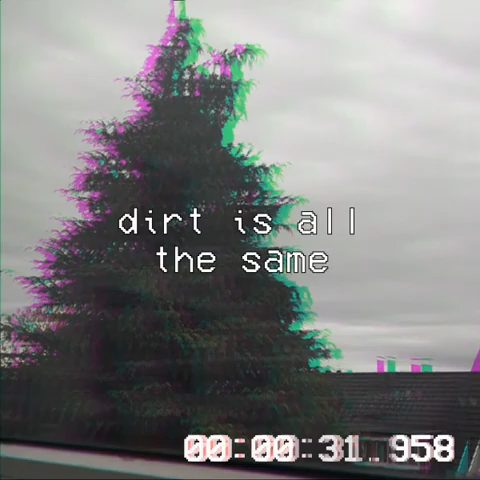 dirt is all
the same
00:00:31.958